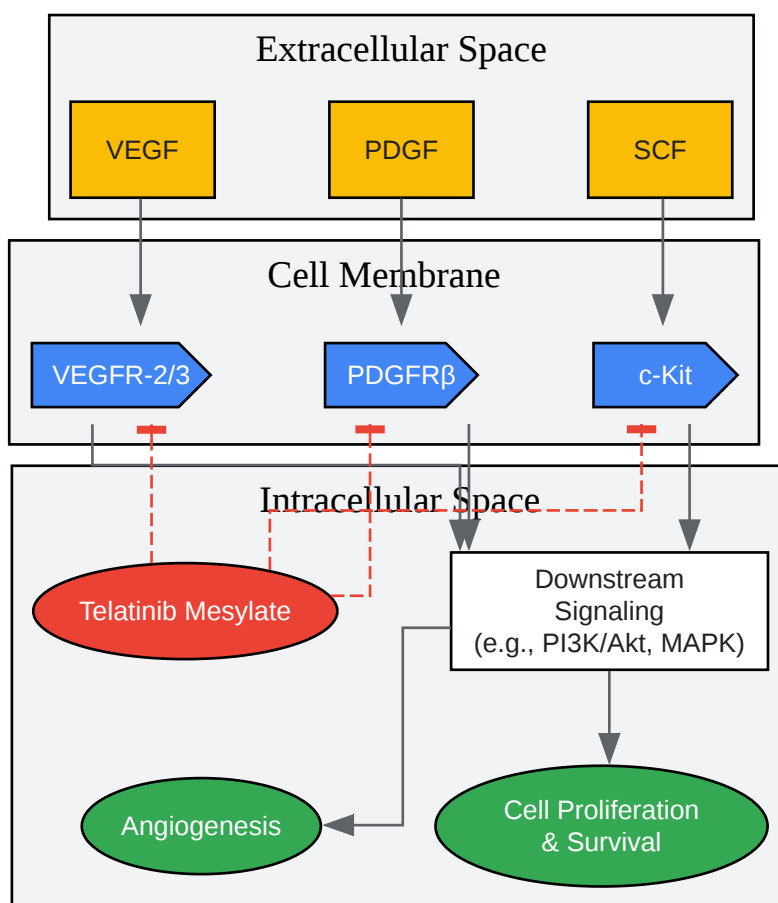 Extracellular Space
VEGF
PDGF
SCF
Cell Membrane
VEGFR-2/3
PDGFRβ
c-Kit
Intracellular Space
Telatinib Mesylate
Downstream
Signaling
(e.g., PI3K/Akt, MAPK)
Angiogenesis
Cell Proliferation
& Survival